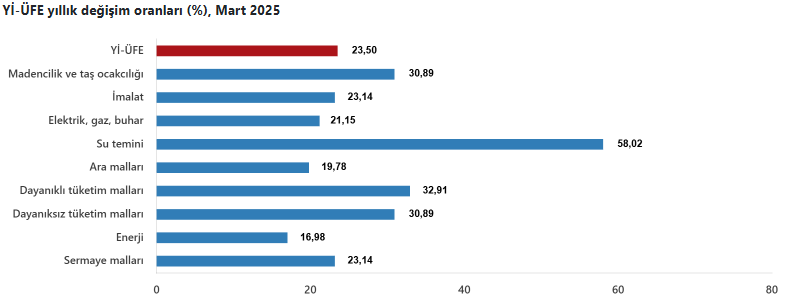 Yİ-ÜFE yıllık değişim oranları (%), Mart 2025
Yİ-ÜFE 23,50
Madencilik ve taş ocakcılığı 30,89
İmalat 23,14
Elektrik, gaz, buhar 21,15
Su temini 58,02
Ara malları 19,78
Dayanıklı tüketim malları 32,91
Dayanıksız tüketim malları 30,89
Enerji 16,98
Sermaye malları 23,14
0 20 40 60 80